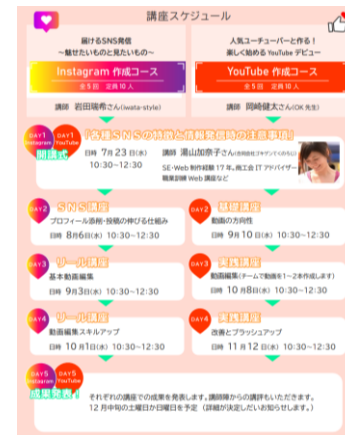 講座スケジュール
届けるSNS発信
〜魅せたいものと見たいもの〜
Instagram 作成コース
全5回 定員10人
講師 岩田瑞希さん(iwata-style)
人気ユーチューバーと作る!
楽しく始める YouTube デビュー
YouTube 作成コース
全5回 定員10人
講師 岡崎健太さん(OK先生)
DAY1 Instagram
DAY1 YouTube
開講式
「各種SNSの特徴と情報発信時の注意事項」
日時 7月23日(水)
10:30~12:30
講師 湯山加奈子さん
SE・Web制作経験17年。商工会ITアドバイザー
職業訓練Web講座など
DAY2 SNS講座
プロフィール添削・投稿の伸びる仕組み
日時 8月6日(水) 10:30~12:30
DAY2 基礎講座
動画の方向性
日時 9月10日(水) 10:30~12:30
DAY3 リール講座
基本動画編集
日時 9月3日(水) 10:30~12:30
DAY3 実践講座
動画編集(チームで動画を1~2本作成します)
日時 10月8日(水) 10:30~12:30
DAY4 リール講座
動画編集スキルアップ
日時 10月1日(水) 10:30~12:30
DAY4 実践講座
改善とブラッシュアップ
日時 11月12日(水) 10:30~12:30
DAY5 Instagram
DAY5 YouTube
成果発表!
それぞれの講座での成果を発表します。講師陣からの講評もいただきます。
12月中旬の土曜日か日曜日を予定(詳細が決定しだいお知らせします。)